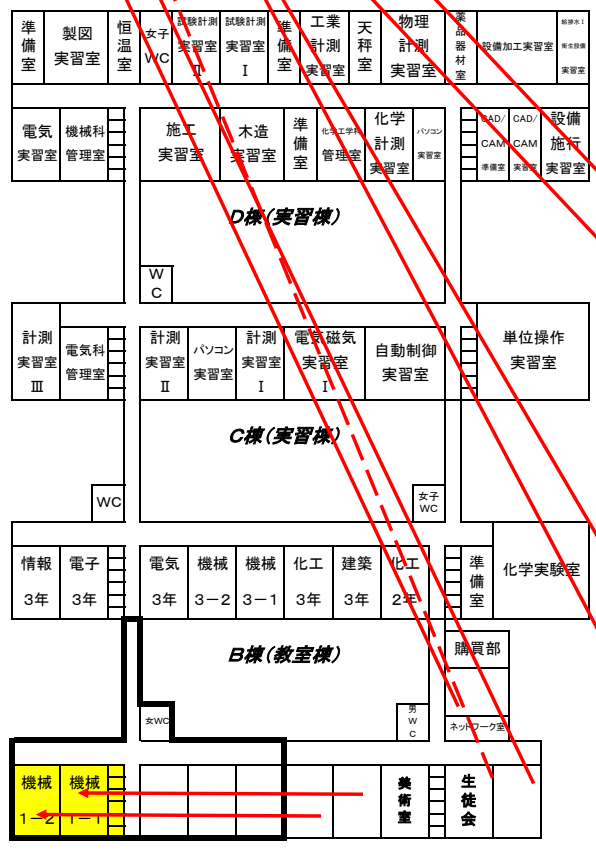 準備室
製図実習室
恒温室
女子WC
試験計測実習室Ⅱ
試験計測実習室Ⅰ
準備室
工業計測実習室
天秤室
物理計測実習室
薬品器材室
設備加工実習室
給排水Ⅰ衛生設備実習室
電気実習室
機械科管理室
施工実習室
木造実習室
準備室
化学工学科管理室
化学計測実習室
パソコン実習室
CAD/CAM準備室
CAD/CAM実習室
設備施行実習室
D棟(実習棟)
WC
計測実習室Ⅲ
電気科管理室
計測実習室Ⅱ
パソコン実習室
計測実習室Ⅰ
電気磁気実習室Ⅰ
自動制御実習室
単位操作実習室
C棟(実習棟)
WC
女子WC
情報3年
電子3年
電気3年
機械3-2
機械3-1
化工3年
建築3年
化工2年
準備室
化学実験室
B棟(教室棟)
購買部
女WC
男WC
ネットワーク室
機械1-2
機械1-1
美術室
生徒会